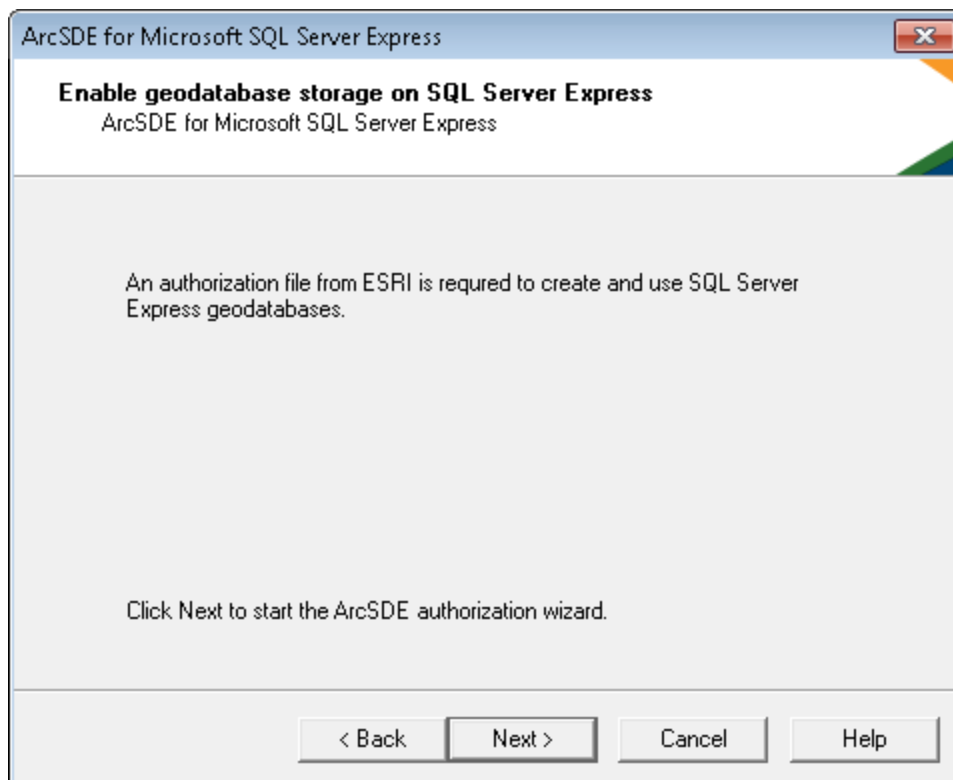 ArcSDE for Microsoft SQL Server Express
Enable geodatabase storage on SQL Server Express
ArcSDE for Microsoft SQL Server Express
An authorization file from ESRI is requred to create and use SQL Server
Express geodatabases.
Click Next to start the ArcSDE authorization wizard.
< Back
Next >
Cancel
Help